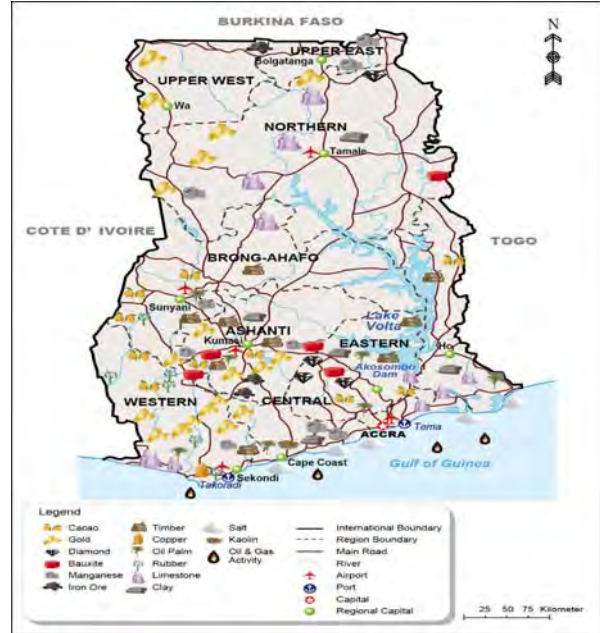 BURKINA FASO
N
UPPER EAST
Bolgatanga
UPPER WEST
Wa
NORTHERN
Tamale
COTE D' IVOIRE
TOGO
BRONG-AHAFO
Sunyani
Lake
Volta
ASHANTI
Kumasi
EASTERN
Ho
Akosombo
Dam
WESTERN
CENTRAL
ACCRA
Tema
Cape Coast
Gulf of Guinea
Sekondi
Takoradi
Legend
Cacao
Gold
Diamond
Bauxite
Manganese
Iron Ore
Timber
Copper
Oil Palm
Rubber
Limestone
Clay
Salt
Kaolin
Oil & Gas
Activity
International Boundary
Region Boundary
Main Road
River
Airport
Port
Capital
Regional Capital
25 50 75 Kilometer